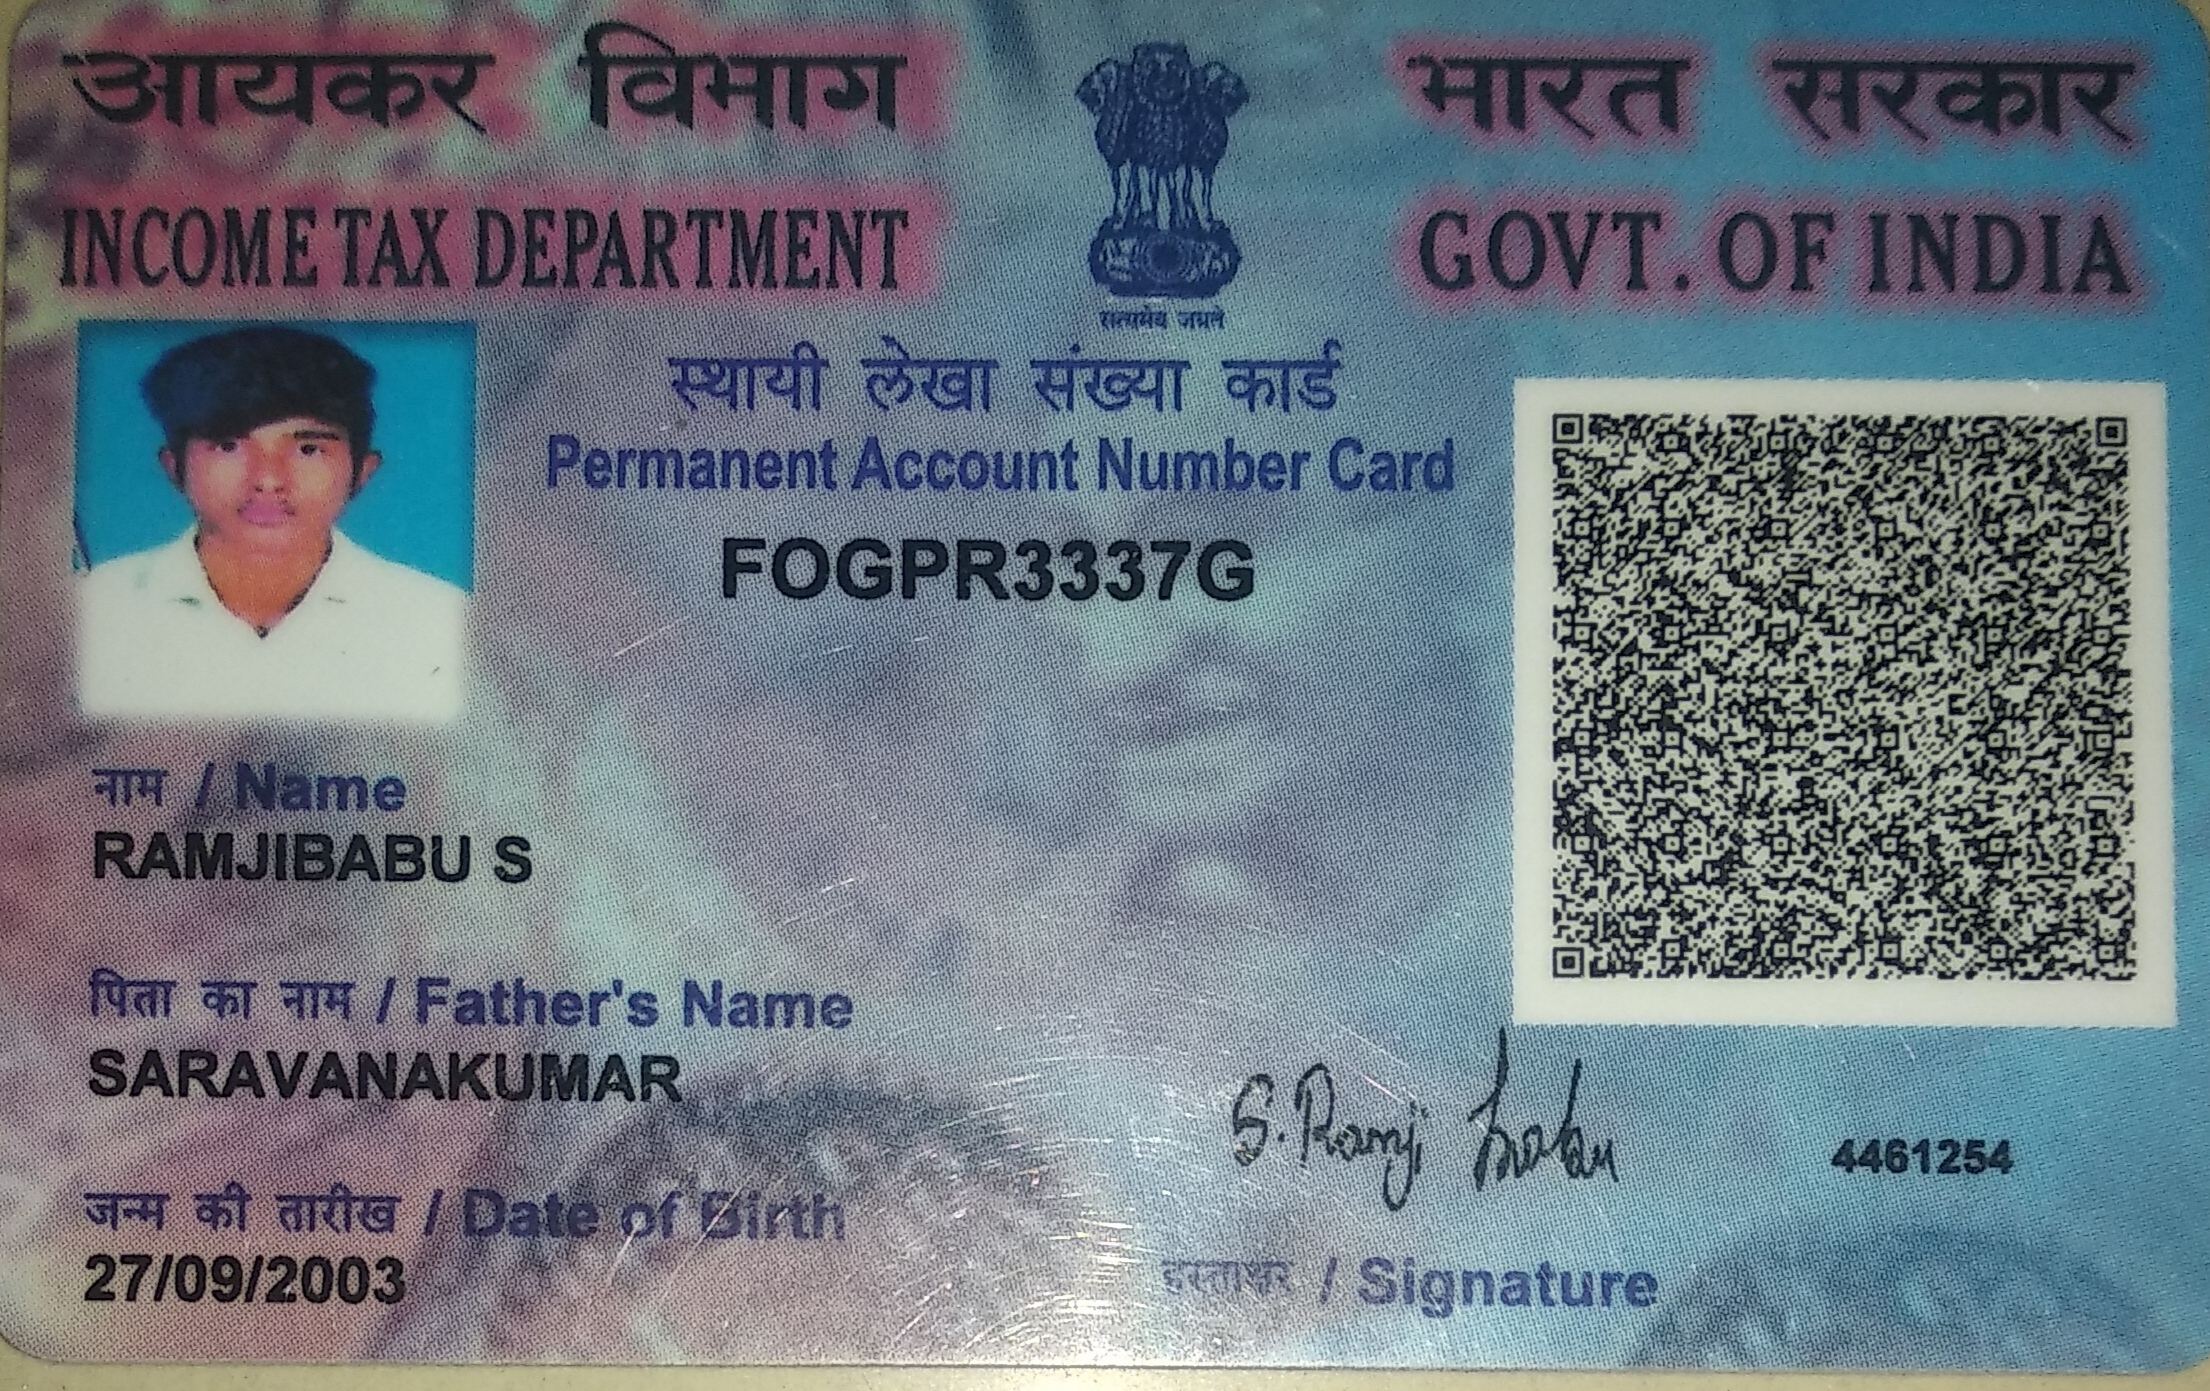 आयकर विभाग
INCOME TAX DEPARTMENT
भारत सरकार
GOVT. OF INDIA
सत्यमेव जयते
स्थायी लेखा संख्या कार्ड
Permanent Account Number Card
FOGPR3337G
नाम / Name
RAMJIBABU S
पिता का नाम / Father's Name
SARAVANAKUMAR
जन्म की तारीख / Date of Birth
27/09/2003
S. Ramji babu
4461254
हस्ताक्षर / Signature